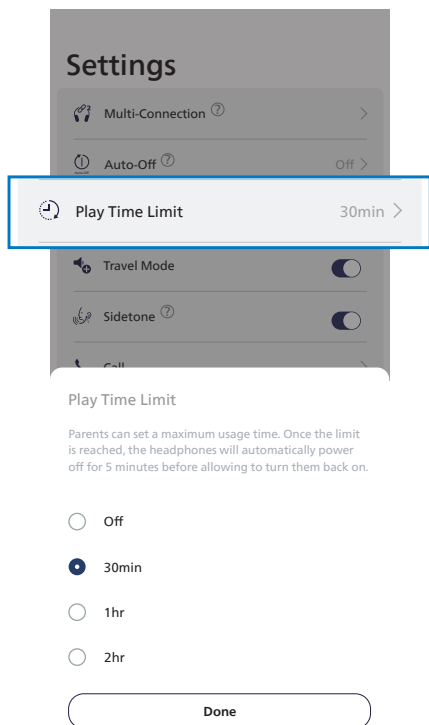 Settings
Multi-Connection ?
Auto-Off ? Off
Play Time Limit 30min
Travel Mode
Sidetone ?
Call
Play Time Limit
Parents can set a maximum usage time. Once the limit
is reached, the headphones will automatically power
off for 5 minutes before allowing to turn them back on.
Off
30min
1hr
2hr
Done